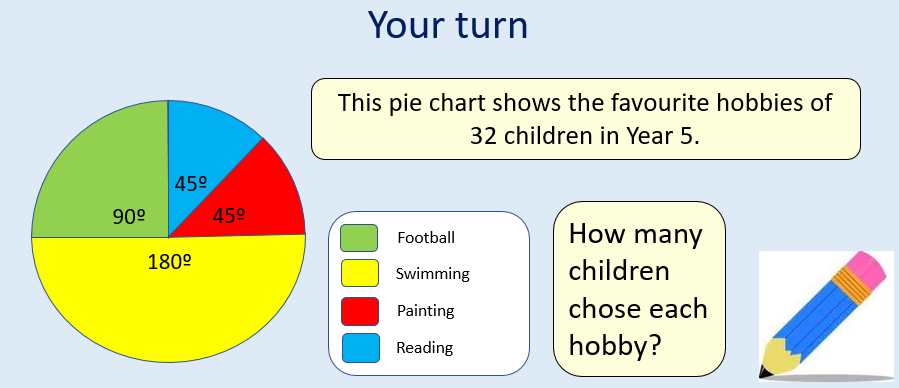 Your turn
This pie chart shows the favourite hobbies of
32 children in Year 5.
45º
90º
45º
180º
Football
Swimming
Painting
Reading
How many
children
chose each
hobby?